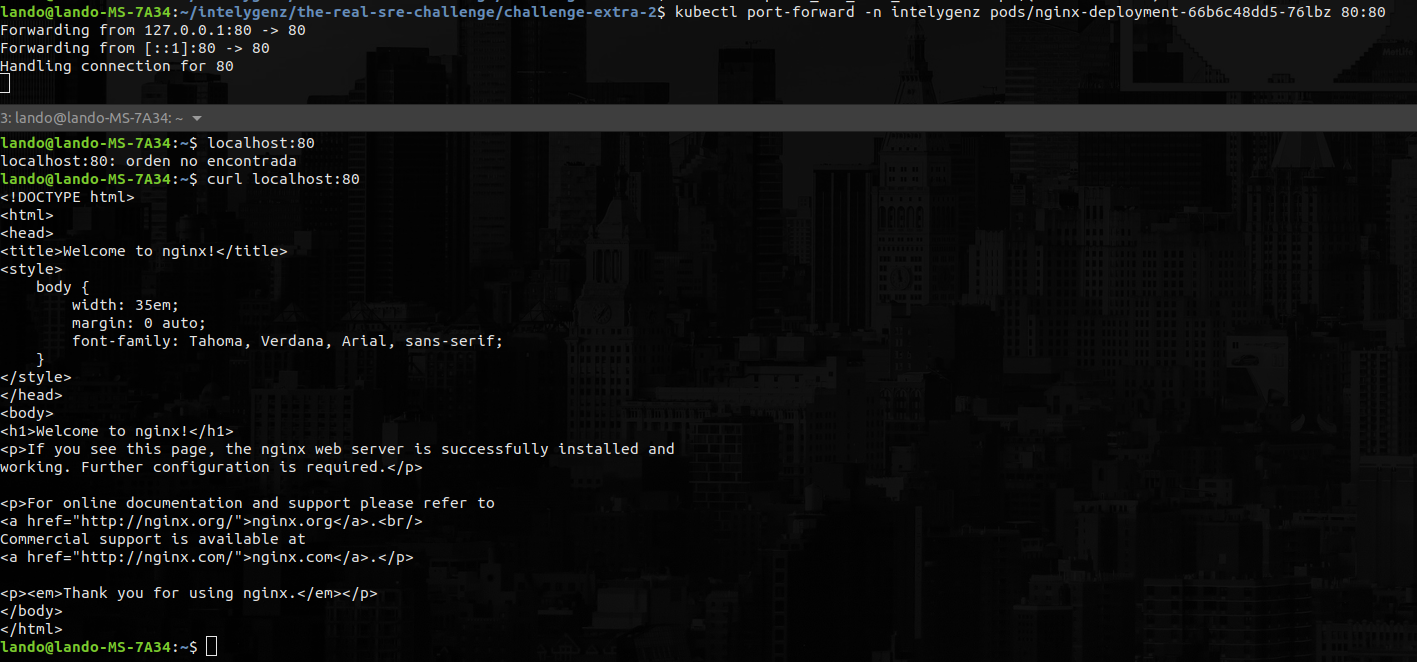 lando@lando-MS-7A34:~/intelygenz/the-real-sre-challenge/challenge-extra-2$ kubectl port-forward -n intelygenz pods/nginx-deployment-66b6c48dd5-76lbz 80:80
Forwarding from 127.0.0.1:80 -> 80
Forwarding from [::1]:80 -> 80
Handling connection for 80
3: lando@lando-MS-7A34: ~
lando@lando-MS-7A34:~$ localhost:80
localhost:80: orden no encontrada
lando@lando-MS-7A34:~$ curl localhost:80
<!DOCTYPE html>
<html>
<head>
<title>Welcome to nginx!</title>
<style>
    body {
        width: 35em;
        margin: 0 auto;
        font-family: Tahoma, Verdana, Arial, sans-serif;
    }
</style>
</head>
<body>
<h1>Welcome to nginx!</h1>
<p>If you see this page, the nginx web server is successfully installed and
working. Further configuration is required.</p>

<p>For online documentation and support please refer to
<a href="http://nginx.org/">nginx.org</a>.<br/>
Commercial support is available at
<a href="http://nginx.com/">nginx.com</a>.</p>

<p><em>Thank you for using nginx.</em></p>
</body>
</html>
lando@lando-MS-7A34:~$